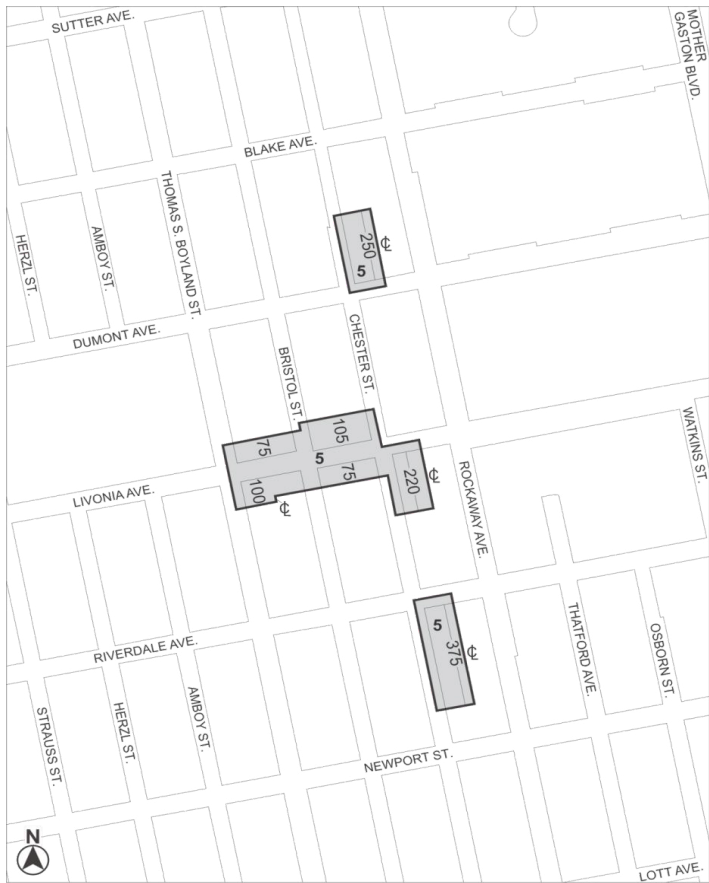 SUTTER AVE.
MOTHER
GASTON BLVD.
BLAKE AVE.
HERZL ST.
AMBOY ST.
THOMAS S. BOYLAND ST.
250
℄
5
DUMONT AVE.
BRISTOL ST.
CHESTER ST.
75
105
5
75
100
℄
220
℄
LIVONIA AVE.
ROCKAWAY AVE.
WATKINS ST.
5
375
℄
RIVERDALE AVE.
THATFORD AVE.
OSBORN ST.
STRAUSS ST.
HERZL ST.
AMBOY ST.
NEWPORT ST.
N
LOTT AVE.